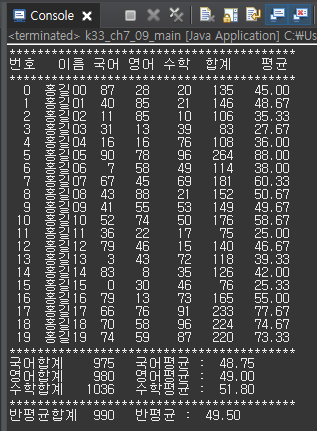 Console
<terminated> k33_ch7_09_main [Java Application] C:₩Us
****************************************
번호 이름 국어 영어 수학 합계 평균
****************************************
0 홍길00 87 28 20 135 45.00
1 홍길01 40 85 21 146 48.67
2 홍길02 11 85 10 106 35.33
3 홍길03 31 13 39 83 27.67
4 홍길04 16 16 76 108 36.00
5 홍길05 90 78 96 264 88.00
6 홍길06 7 58 49 114 38.00
7 홍길07 67 45 69 181 60.33
8 홍길08 43 88 21 152 50.67
9 홍길09 41 55 53 149 49.67
10 홍길10 52 74 50 176 58.67
11 홍길11 36 22 17 75 25.00
12 홍길12 79 46 15 140 46.67
13 홍길13 3 43 72 118 39.33
14 홍길14 83 8 35 126 42.00
15 홍길15 0 30 46 76 25.33
16 홍길16 79 13 73 165 55.00
17 홍길17 66 76 91 233 77.67
18 홍길18 70 58 96 224 74.67
19 홍길19 74 59 87 220 73.33
****************************************
국어합계 975 국어평균 : 48.75
영어합계 980 영어평균 : 49.00
수학합계 1036 수학평균 : 51.80
****************************************
반평균합계 990 반평균 : 49.50